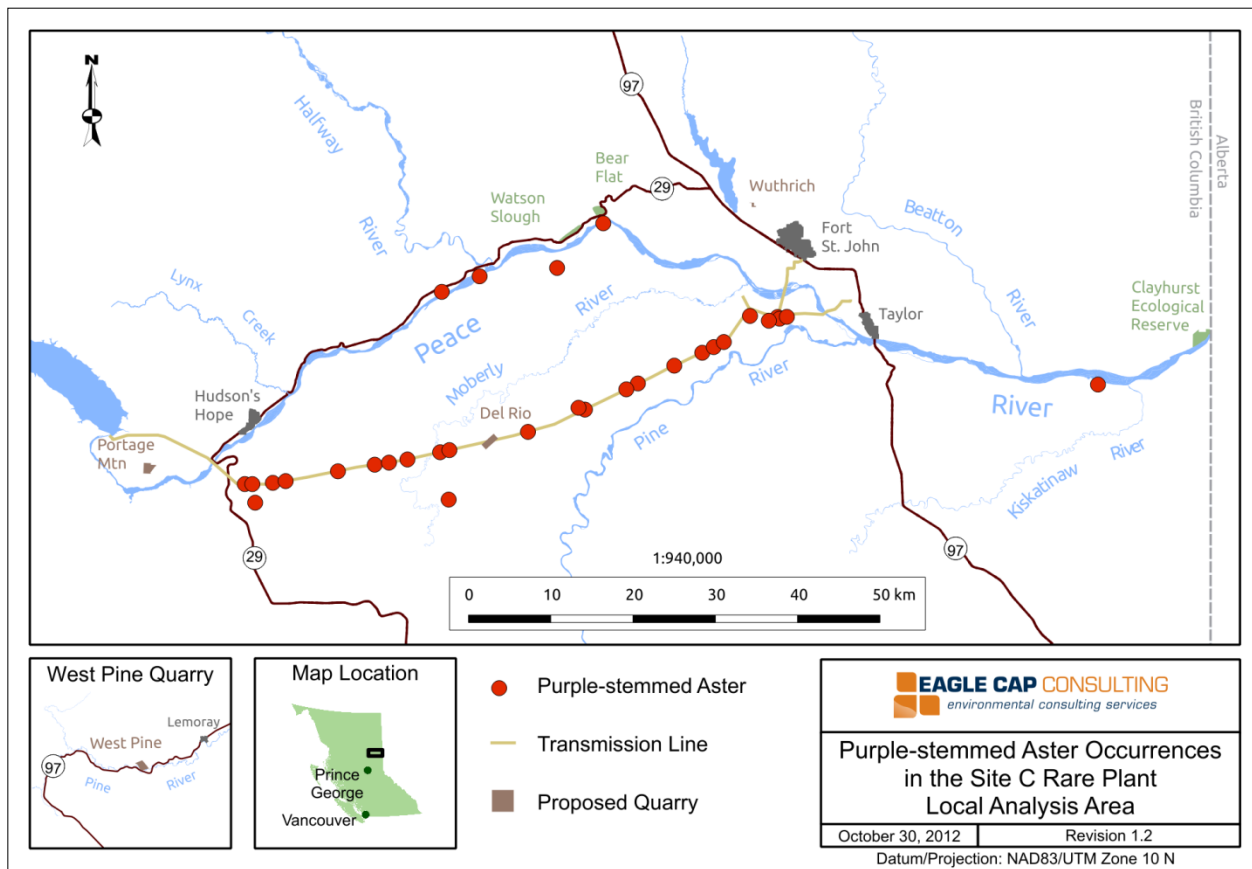 N
97
Halfway
River
Bear
Flat
29
Watson
Slough
Wuthrich
Fort
St. John
Beatton
River
British Columbia
Alberta
Lynx
Creek
Peace
Moberly
River
Taylor
Clayhurst
Ecological
Reserve
Hudson's
Hope
Portage
Mtn
Del Rio
Pine
River
River
Kiskatinaw
River
29
97
1:940,000
0 10 20 30 40 50 km
West Pine Quarry
Lemoray
West Pine
97
Pine
River
Map Location
Prince
George
Vancouver
Purple-stemmed Aster
Transmission Line
Proposed Quarry
EAGLE CAP CONSULTING
environmental consulting services
Purple-stemmed Aster Occurrences
in the Site C Rare Plant
Local Analysis Area
October 30, 2012
Revision 1.2
Datum/Projection: NAD83/UTM Zone 10 N